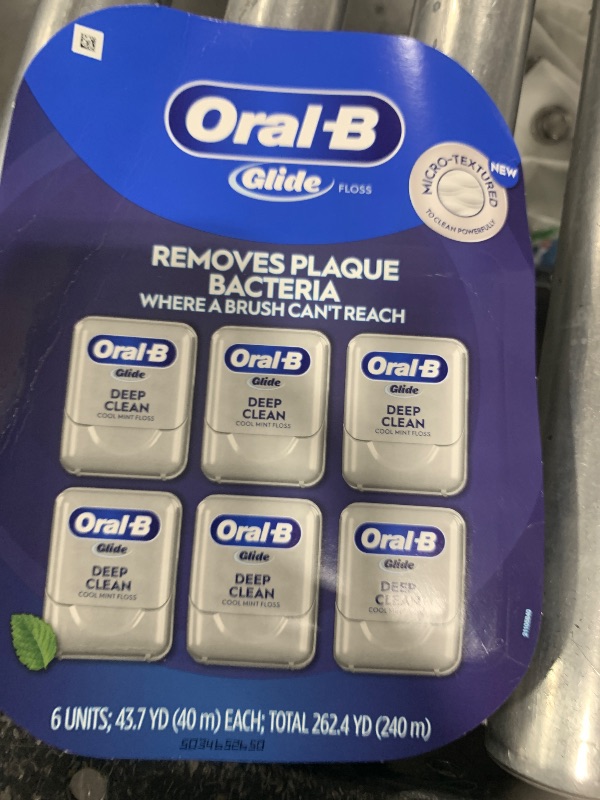 Oral-B
Glide FLOSS
MICRO-TEXTURED
TO CLEAN POWERFULLY
NEW
REMOVES PLAQUE
BACTERIA
WHERE A BRUSH CAN'T REACH
Oral-B
Glide
DEEP
CLEAN
COOL MINT FLOSS
Oral-B
Glide
DEEP
CLEAN
COOL MINT FLOSS
Oral-B
Glide
DEEP
CLEAN
COOL MINT FLOSS
Oral-B
Glide
DEEP
CLEAN
COOL MINT FLOSS
Oral-B
Glide
DEEP
CLEAN
COOL MINT FLOSS
Oral-B
Glide
DEEP
CLEAN
COOL MINT FLOSS
6 UNITS; 43.7 YD (40 m) EACH; TOTAL 262.4 YD (240 m)